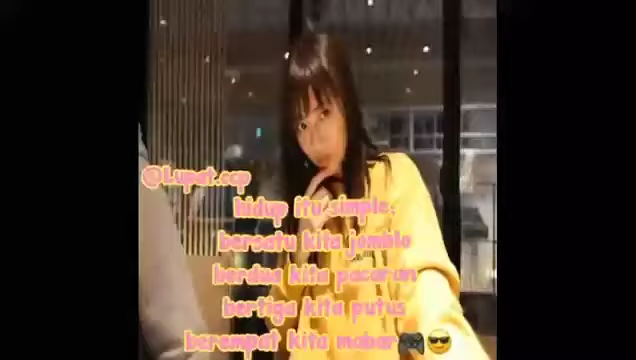 @Lupat.ccp
hidup itu simple,
bersatu kita jomblo
berdua kita pacaran
bertiga kita putus
berempat kita mabar🎮😎